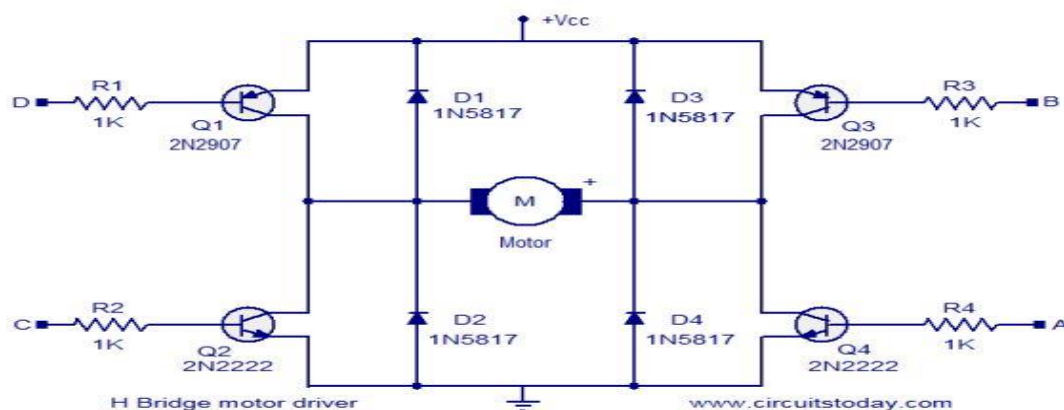 +Vcc
R1
D
1K
Q1
2N2907
D1
1N5817
D3
1N5817
R3
B
1K
Q3
2N2907
M
+
Motor
R2
C
1K
Q2
2N2222
D2
1N5817
D4
1N5817
R4
A
1K
Q4
2N2222
H Bridge motor driver
www.circuitstoday.com